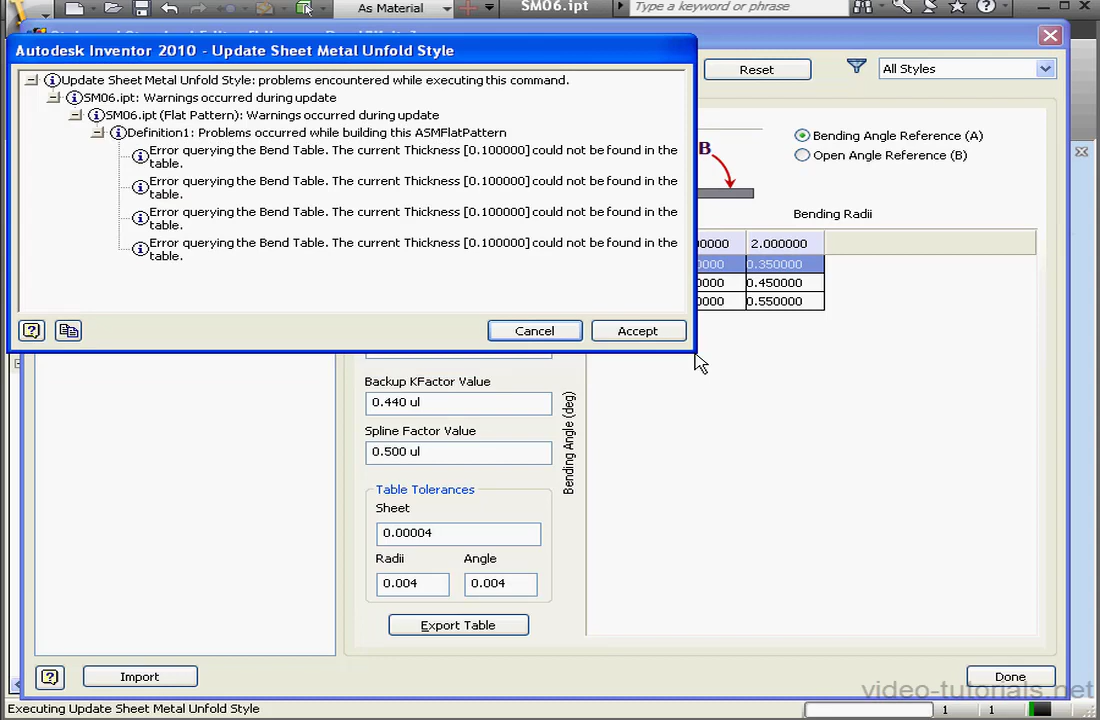 As Material
SM06.ipt
Type a keyword or phrase
Autodesk Inventor 2010 - Update Sheet Metal Unfold Style
Update Sheet Metal Unfold Style: problems encountered while executing this command.
SM06.ipt: Warnings occurred during update
SM06.ipt (Flat Pattern): Warnings occurred during update
Definition1: Problems occurred while building this ASMFlatPattern
Error querying the Bend Table. The current Thickness [0.100000] could not be found in the
table.
Error querying the Bend Table. The current Thickness [0.100000] could not be found in the
table.
Error querying the Bend Table. The current Thickness [0.100000] could not be found in the
table.
Error querying the Bend Table. The current Thickness [0.100000] could not be found in the
table.
Cancel
Accept
Reset
All Styles
Bending Angle Reference (A)
Open Angle Reference (B)
B
Bending Radii
2.000000
0.350000
0.450000
0.550000
Backup KFactor Value
0.440 ul
Spline Factor Value
0.500 ul
Table Tolerances
Sheet
0.00004
Radii Angle
0.004 0.004
Export Table
Bending Angle (deg)
Import
Done
video-tutorials.net
Executing Update Sheet Metal Unfold Style
1 1